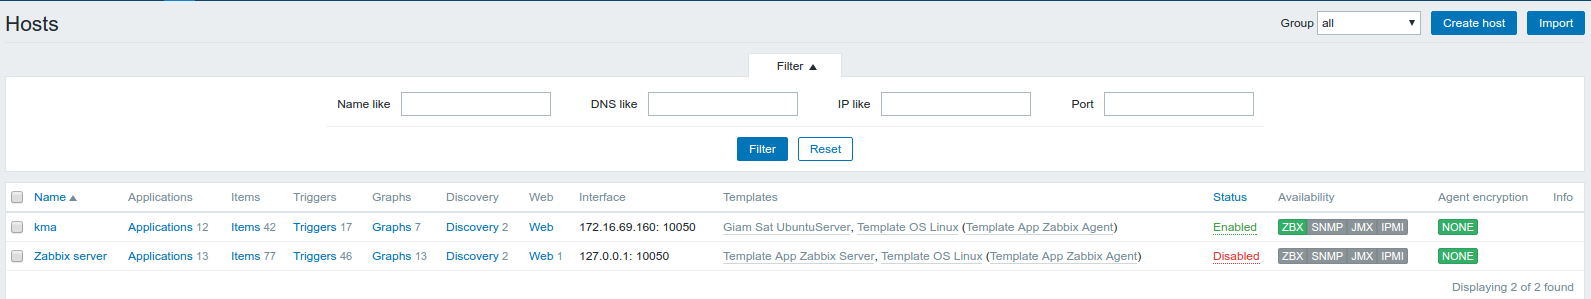 Hosts Group all Create host Import
Filter
Name like DNS like IP like Port
Filter Reset
Name Applications Items Triggers Graphs Discovery Web Interface Templates Status Availability Agent encryption Info
kma Applications 12 Items 42 Triggers 17 Graphs 7 Discovery 2 Web 172.16.69.160: 10050 Giam Sat UbuntuServer, Template OS Linux (Template App Zabbix Agent) Enabled ZBX SNMP JMX IPMI NONE
Zabbix server Applications 13 Items 77 Triggers 46 Graphs 13 Discovery 2 Web 1 127.0.0.1: 10050 Template App Zabbix Server, Template OS Linux (Template App Zabbix Agent) Disabled ZBX SNMP JMX IPMI NONE
Displaying 2 of 2 found